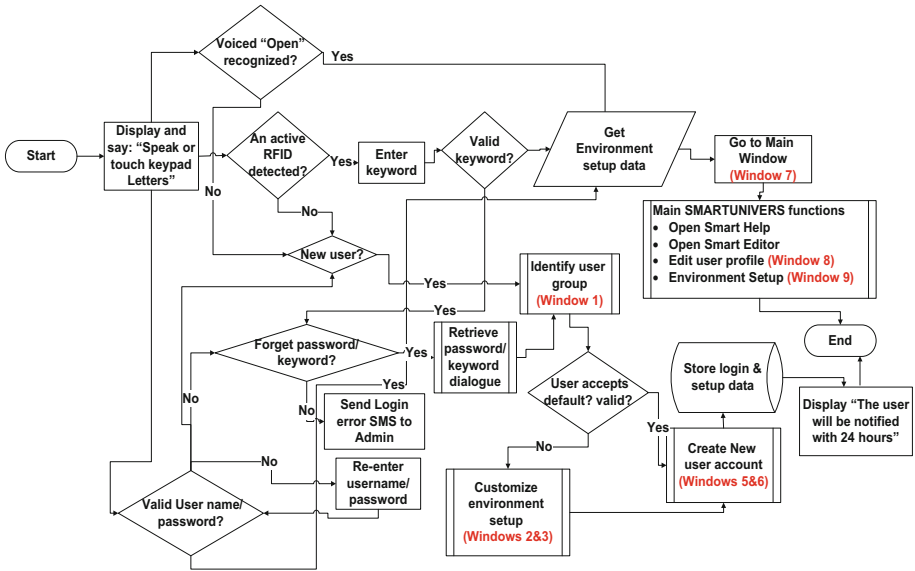 Voiced “Open”
recognized?
Yes
Start
Display and
say: “Speak or
touch keypad
Letters”
An active
RFID
detected?
Yes
Enter
keyword
Valid
keyword?
Get
Environment
setup data
Go to Main
Window
(Window 7)
No
No
New user?
Yes
Identify user
group
(Window 1)
Main SMARTUNIVERS functions
• Open Smart Help
• Open Smart Editor
• Edit user profile (Window 8)
• Environment Setup (Window 9)
Yes
Forget password/
keyword?
Yes
Retrieve
password/
keyword
dialogue
End
Yes
No
Send Login
error SMS to
Admin
User accepts
default? valid?
Store login &
setup data
Display “The user
will be notified
with 24 hours”
No
Yes
No
Re-enter
username/
password
Valid User name/
password?
Customize
environment
setup
(Windows 2&3)
Create New
user account
(Windows 5&6)